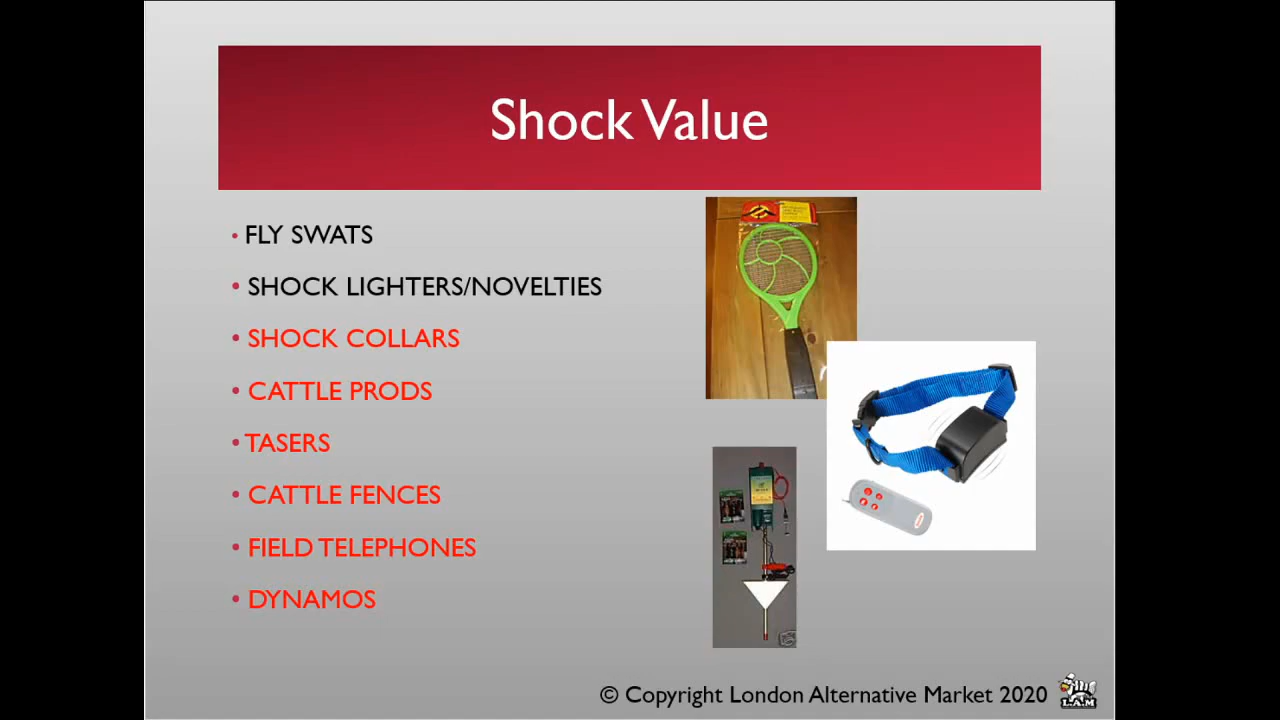 Shock Value
• FLY SWATS
• SHOCK LIGHTERS/NOVELTIES
• SHOCK COLLARS
• CATTLE PRODS
• TASERS
• CATTLE FENCES
• FIELD TELEPHONES
• DYNAMOS
© Copyright London Alternative Market 2020
L.A.M